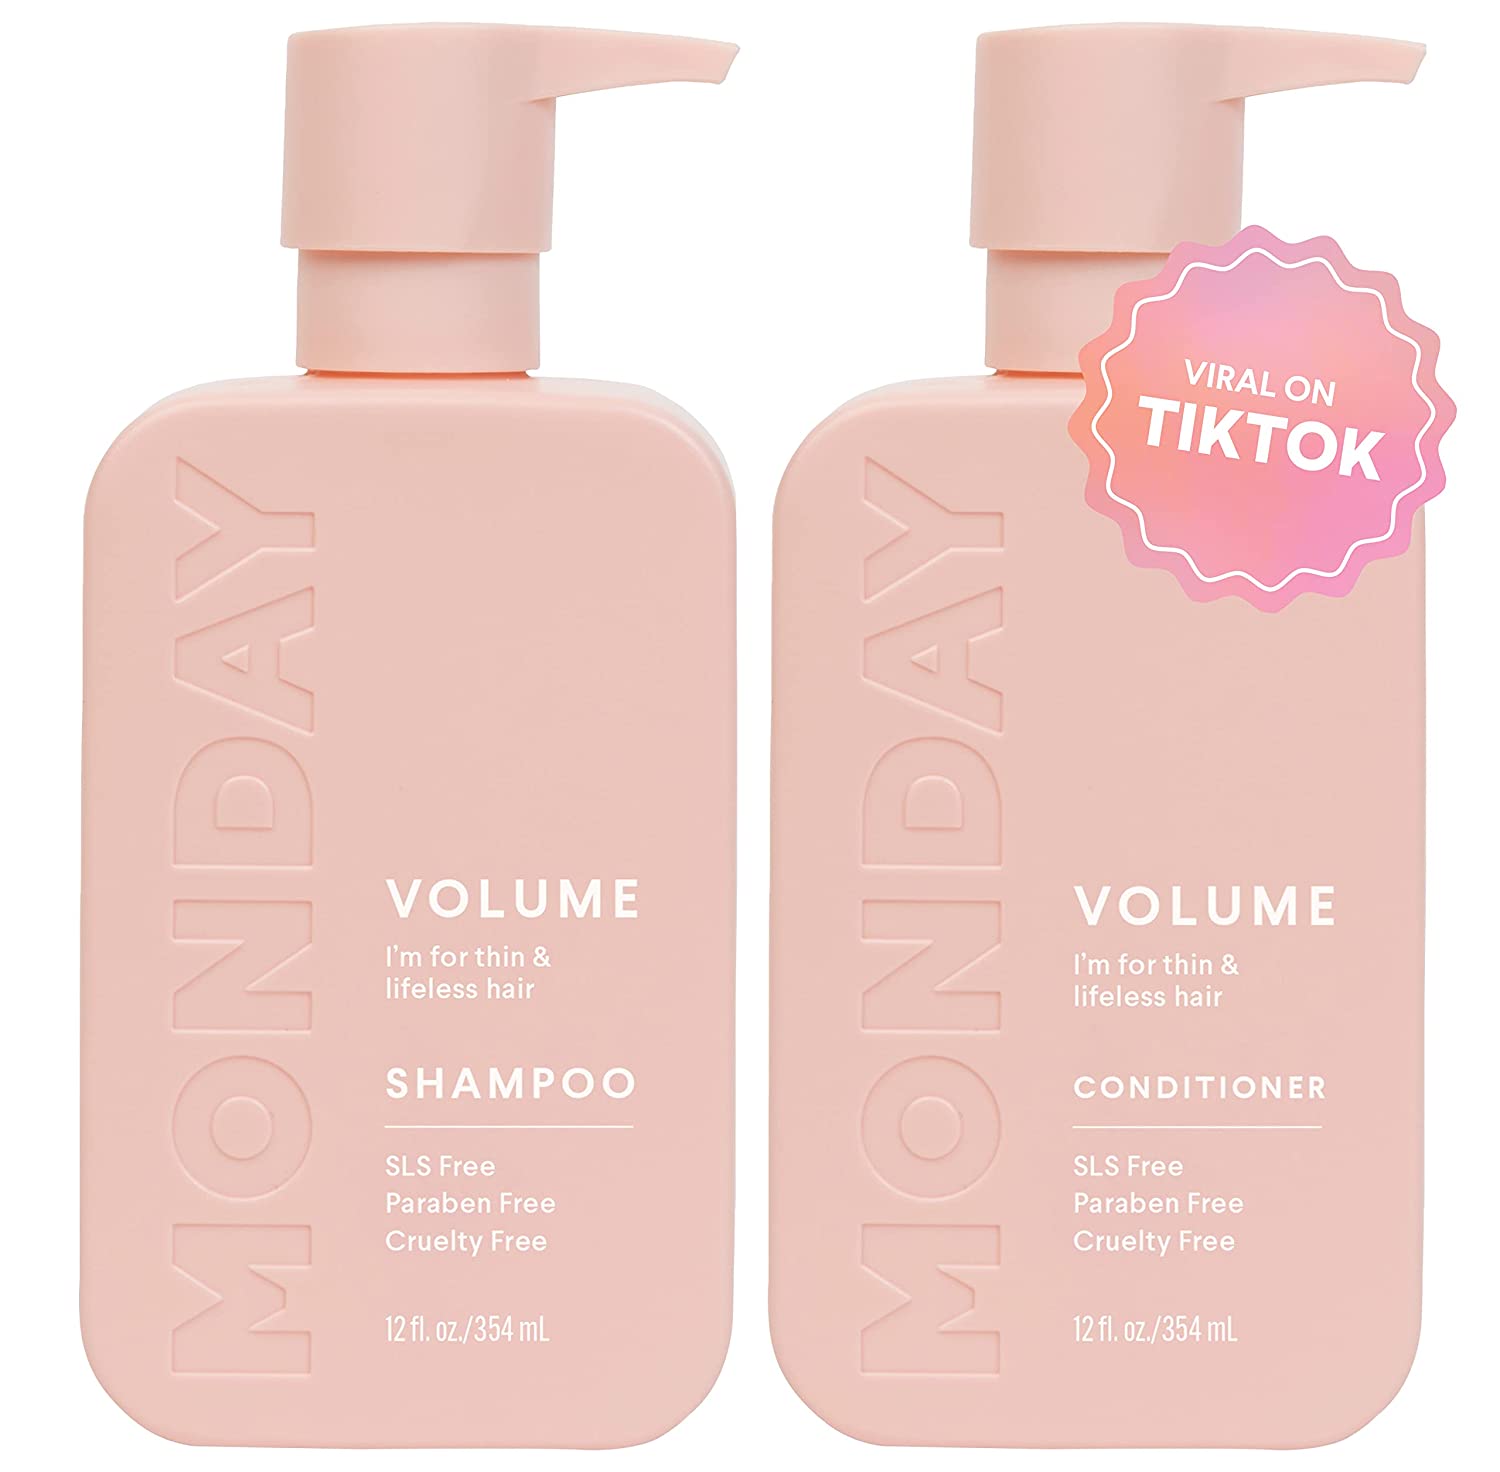 MONDAY
VOLUME
I'm for thin &
lifeless hair
SHAMPOO
SLS Free
Paraben Free
Cruelty Free
12 fl. oz./354 mL
VIRAL ON
TIKTOK
MONDAY
VOLUME
I'm for thin &
lifeless hair
CONDITIONER
SLS Free
Paraben Free
Cruelty Free
12 fl. oz./354 mL